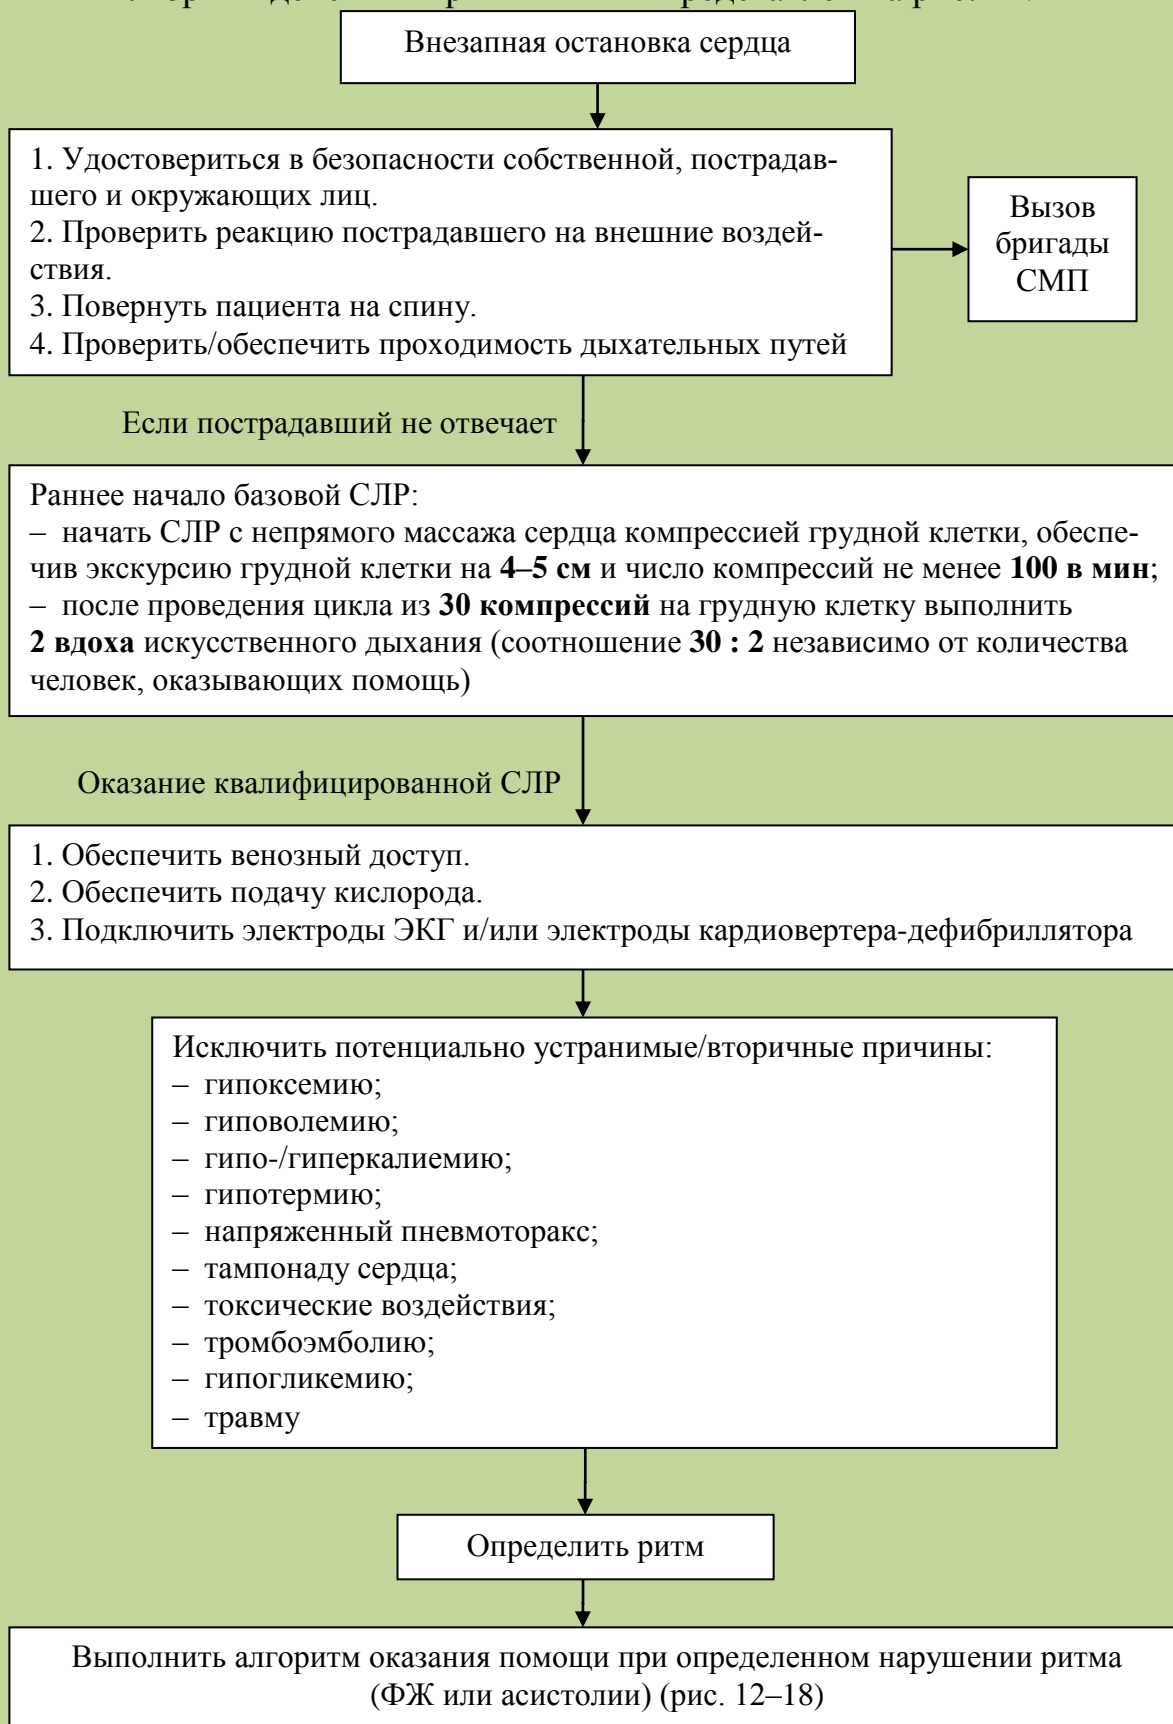 Внезапная остановка сердца
1. Удостовериться в безопасности собственной, пострадав-
шего и окружающих лиц.
2. Проверить реакцию пострадавшего на внешние воздей-
ствия.
3. Повернуть пациента на спину.
4. Проверить/обеспечить проходимость дыхательных путей
Вызов
бригады
СМП
Если пострадавший не отвечает
Раннее начало базовой СЛР:
– начать СЛР с непрямого массажа сердца компрессией грудной клетки, обеспе-
чив экскурсию грудной клетки на 4–5 см и число компрессий не менее 100 в мин;
– после проведения цикла из 30 компрессий на грудную клетку выполнить
2 вдоха искусственного дыхания (соотношение 30 : 2 независимо от количества
человек, оказывающих помощь)
Оказание квалифицированной СЛР
1. Обеспечить венозный доступ.
2. Обеспечить подачу кислорода.
3. Подключить электроды ЭКГ и/или электроды кардиовертера-дефибриллятора
Исключить потенциально устранимые/вторичные причины:
– гипоксемию;
– гиповолемию;
– гипо-/гиперкалиемию;
– гипотермию;
– напряженный пневмоторакс;
– тампонаду сердца;
– токсические воздействия;
– тромбоэмболию;
– гипогликемию;
– травму
Определить ритм
Выполнить алгоритм оказания помощи при определенном нарушении ритма
(ФЖ или асистолии) (рис. 12–18)